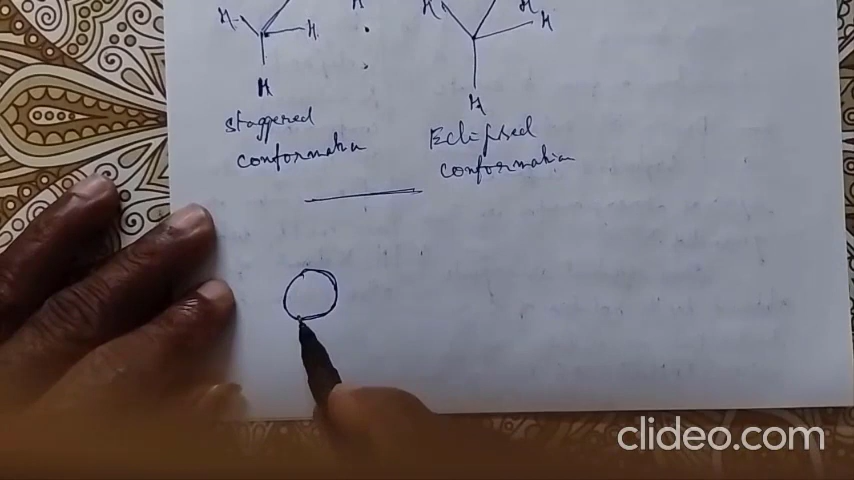 H H H H H
H H
H H
staggered Eclipsed
conformation conformation
clideo.com